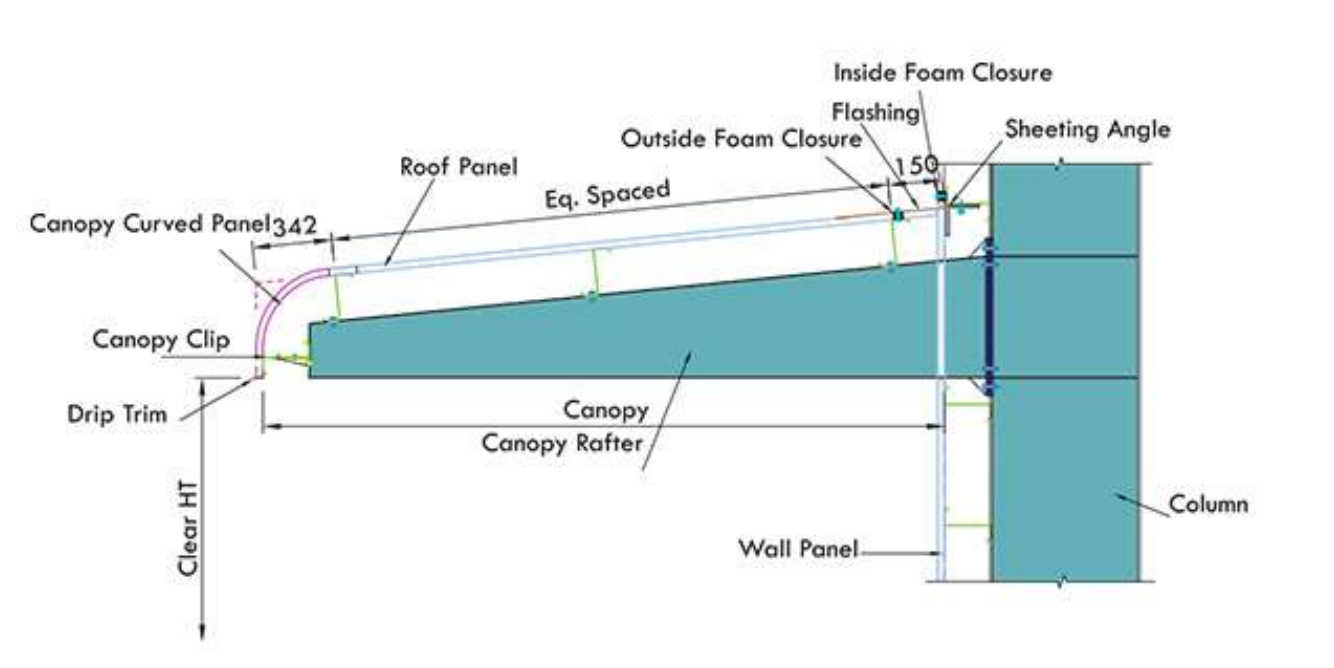 Inside Foam Closure
Flashing
Outside Foam Closure
Sheeting Angle
150
Roof Panel
Eq. Spaced
Canopy Curved Panel
342
Canopy Clip
Drip Trim
Canopy
Canopy Rafter
Clear HT
Column
Wall Panel